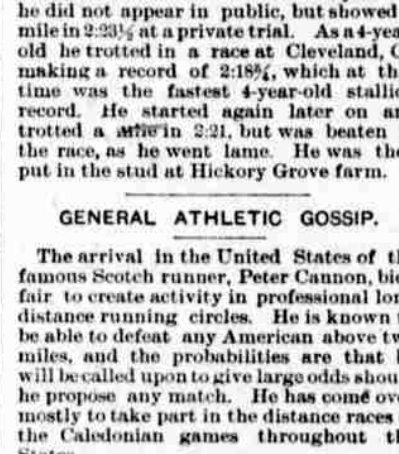 he did not appear in public, but showed
mile in 2:23½ at a private trial. As a 4-yea
old he trotted in a race at Cleveland, O
making a record of 2:18¾, which at th
time was the fastest 4-year-old stallio
record. He started again later on an
trotted a mile in 2:21, but was beaten
the race, as he went lame. He was the
put in the stud at Hickory Grove farm.
GENERAL ATHLETIC GOSSIP.
The arrival in the United States of th
famous Scotch runner, Peter Cannon, bid
fair to create activity in professional lon
distance running circles. He is known
be able to defeat any American above tw
miles, and the probabilities are that h
will be called upon to give large odds shou
he propose any match. He has come ove
mostly to take part in the distance races
the Caledonian games throughout th
States